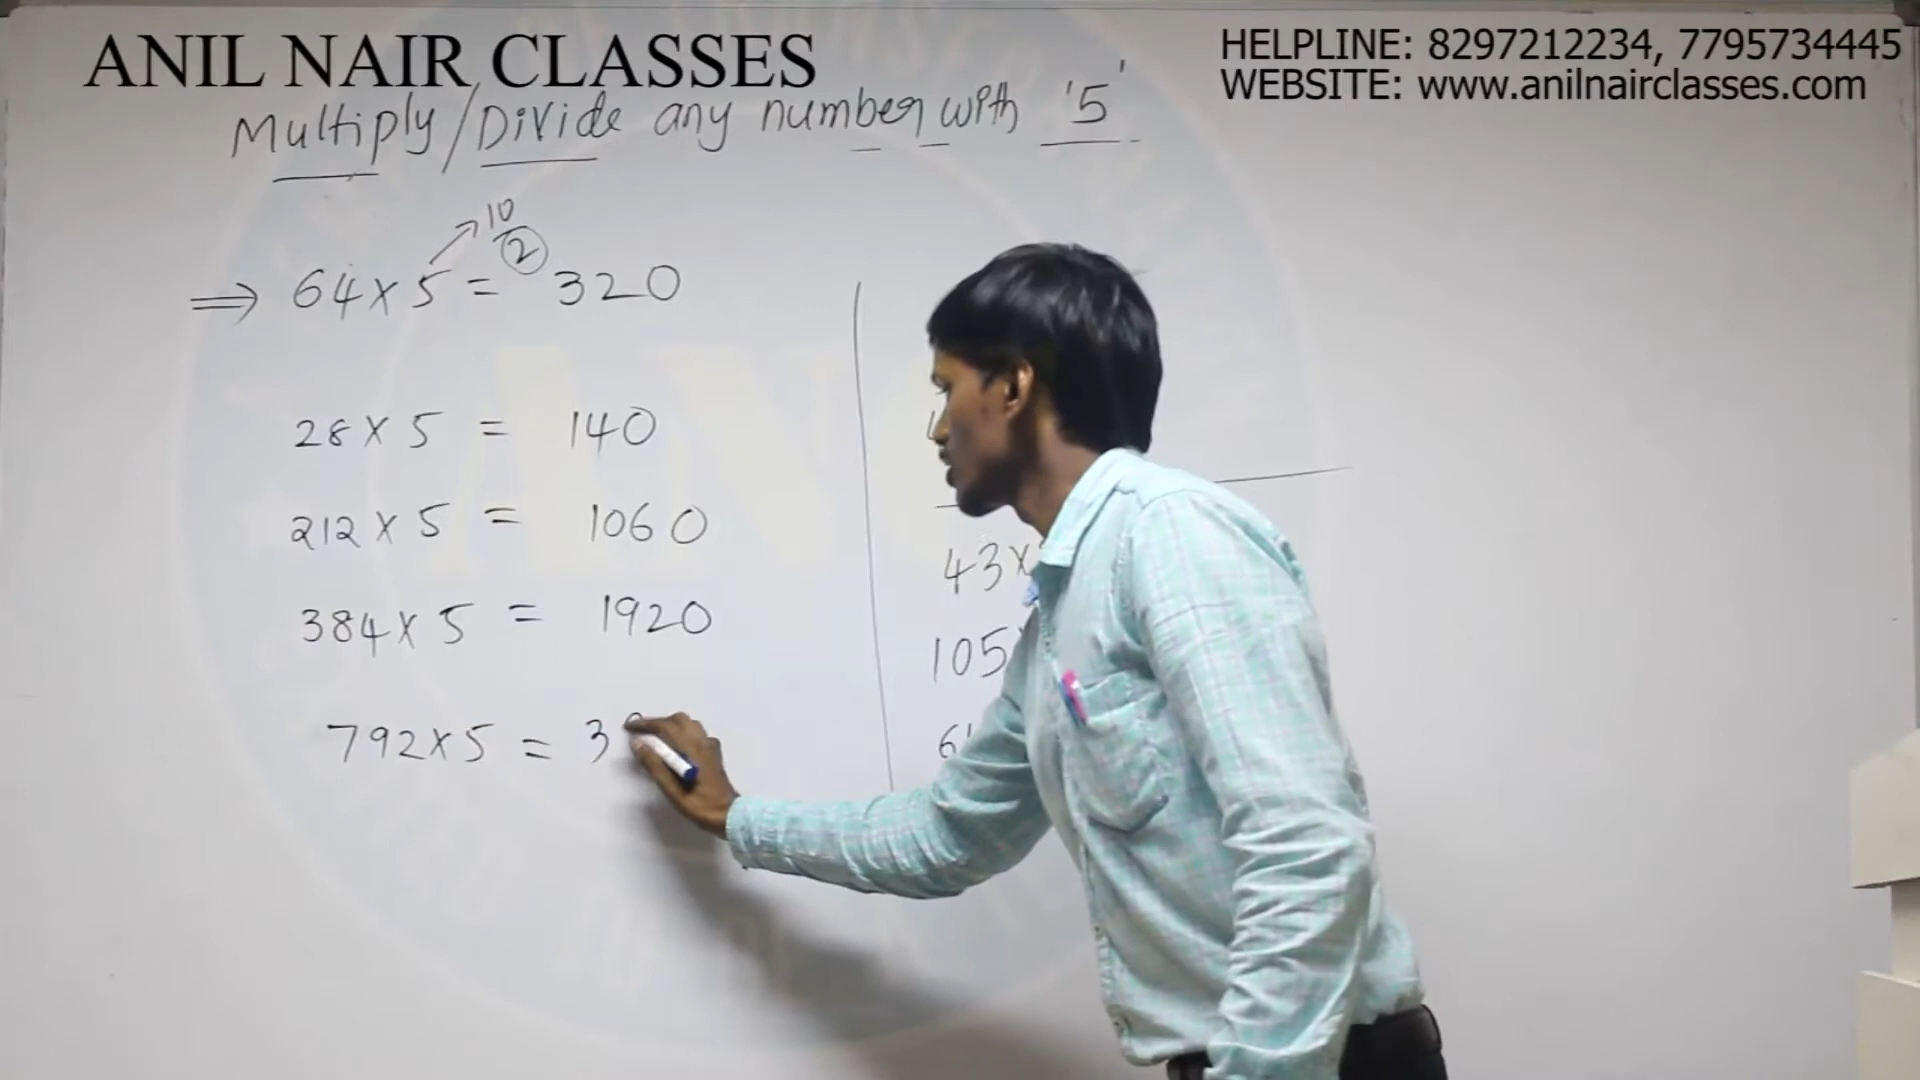 ANIL NAIR CLASSES
HELPLINE: 8297212234, 7795734445
WEBSITE: www.anilnairclasses.com
Multiply/Divide any number with '5'
10
2
⇒ 64 x 5 = 320
28 x 5 = 140
212 x 5 = 1060
384 x 5 = 1920
792 x 5 = 3
43 x
105